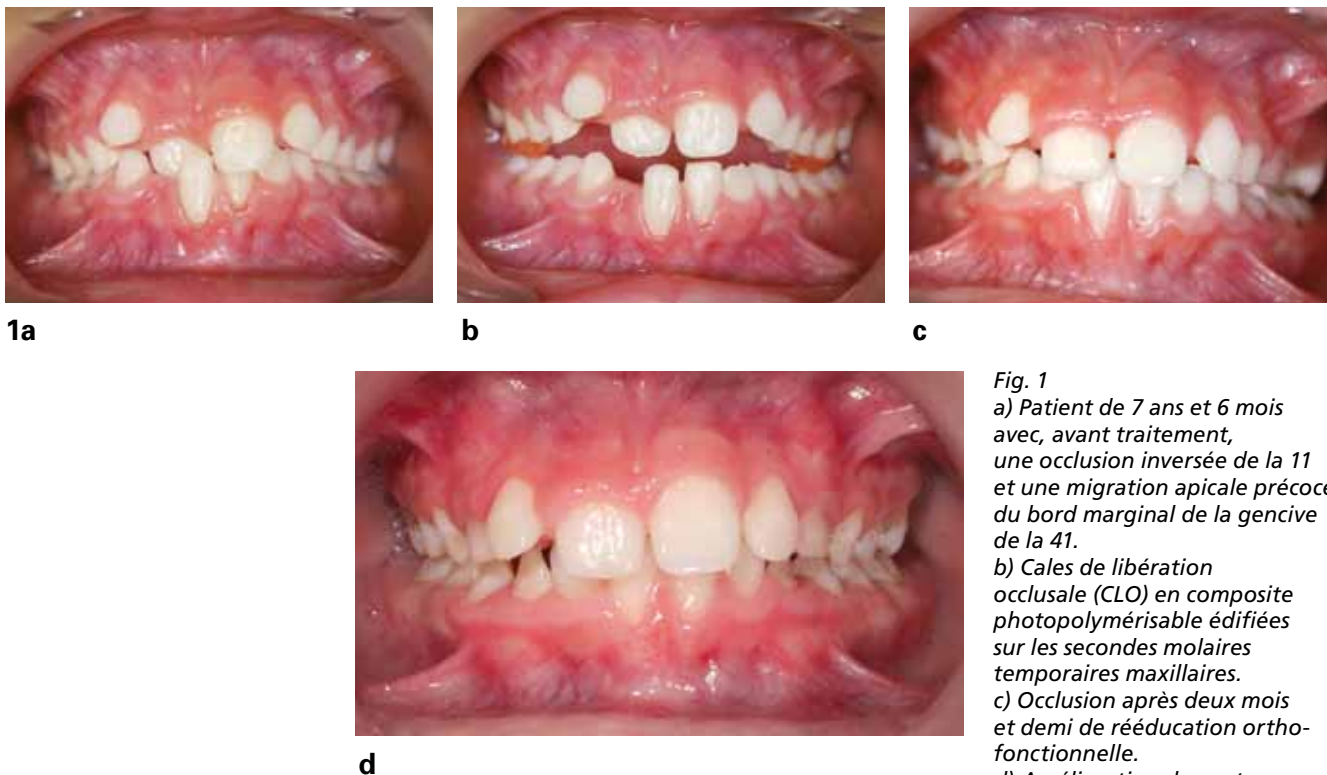 1a
b
c
d
Fig. 1
a) Patient de 7 ans et 6 mois
avec, avant traitement,
une occlusion inversée de la 11
et une migration apicale précoce
du bord marginal de la gencive
de la 41.
b) Cales de libération
occlusale (CLO) en composite
photopolymérisable édifiées
sur les secondes molaires
temporaires maxillaires.
c) Occlusion après deux mois
et demi de rééducation ortho-
fonctionnelle.